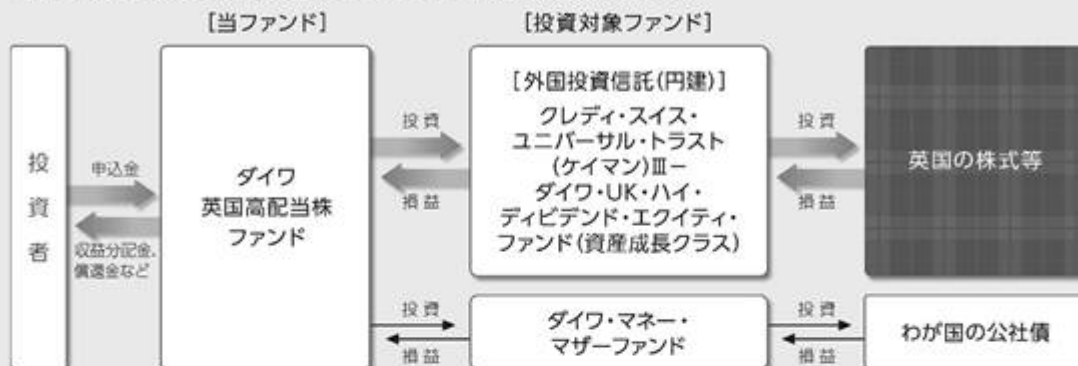 [当ファンド]
[投資対象ファンド]
投資者
申込金
収益分配金、
償還金など
ダイワ
英国高配当株
ファンド
投資
損益
[外国投資信託(円建)]
クレディ・スイス・
ユニバーサル・トラスト
(ケイマン)Ⅲ−
ダイワ・UK・ハイ・
ディビデンド・エクイティ・
ファンド(資産成長クラス)
投資
損益
英国の株式等
投資
損益
ダイワ・マネー・
マザーファンド
投資
損益
わが国の公社債